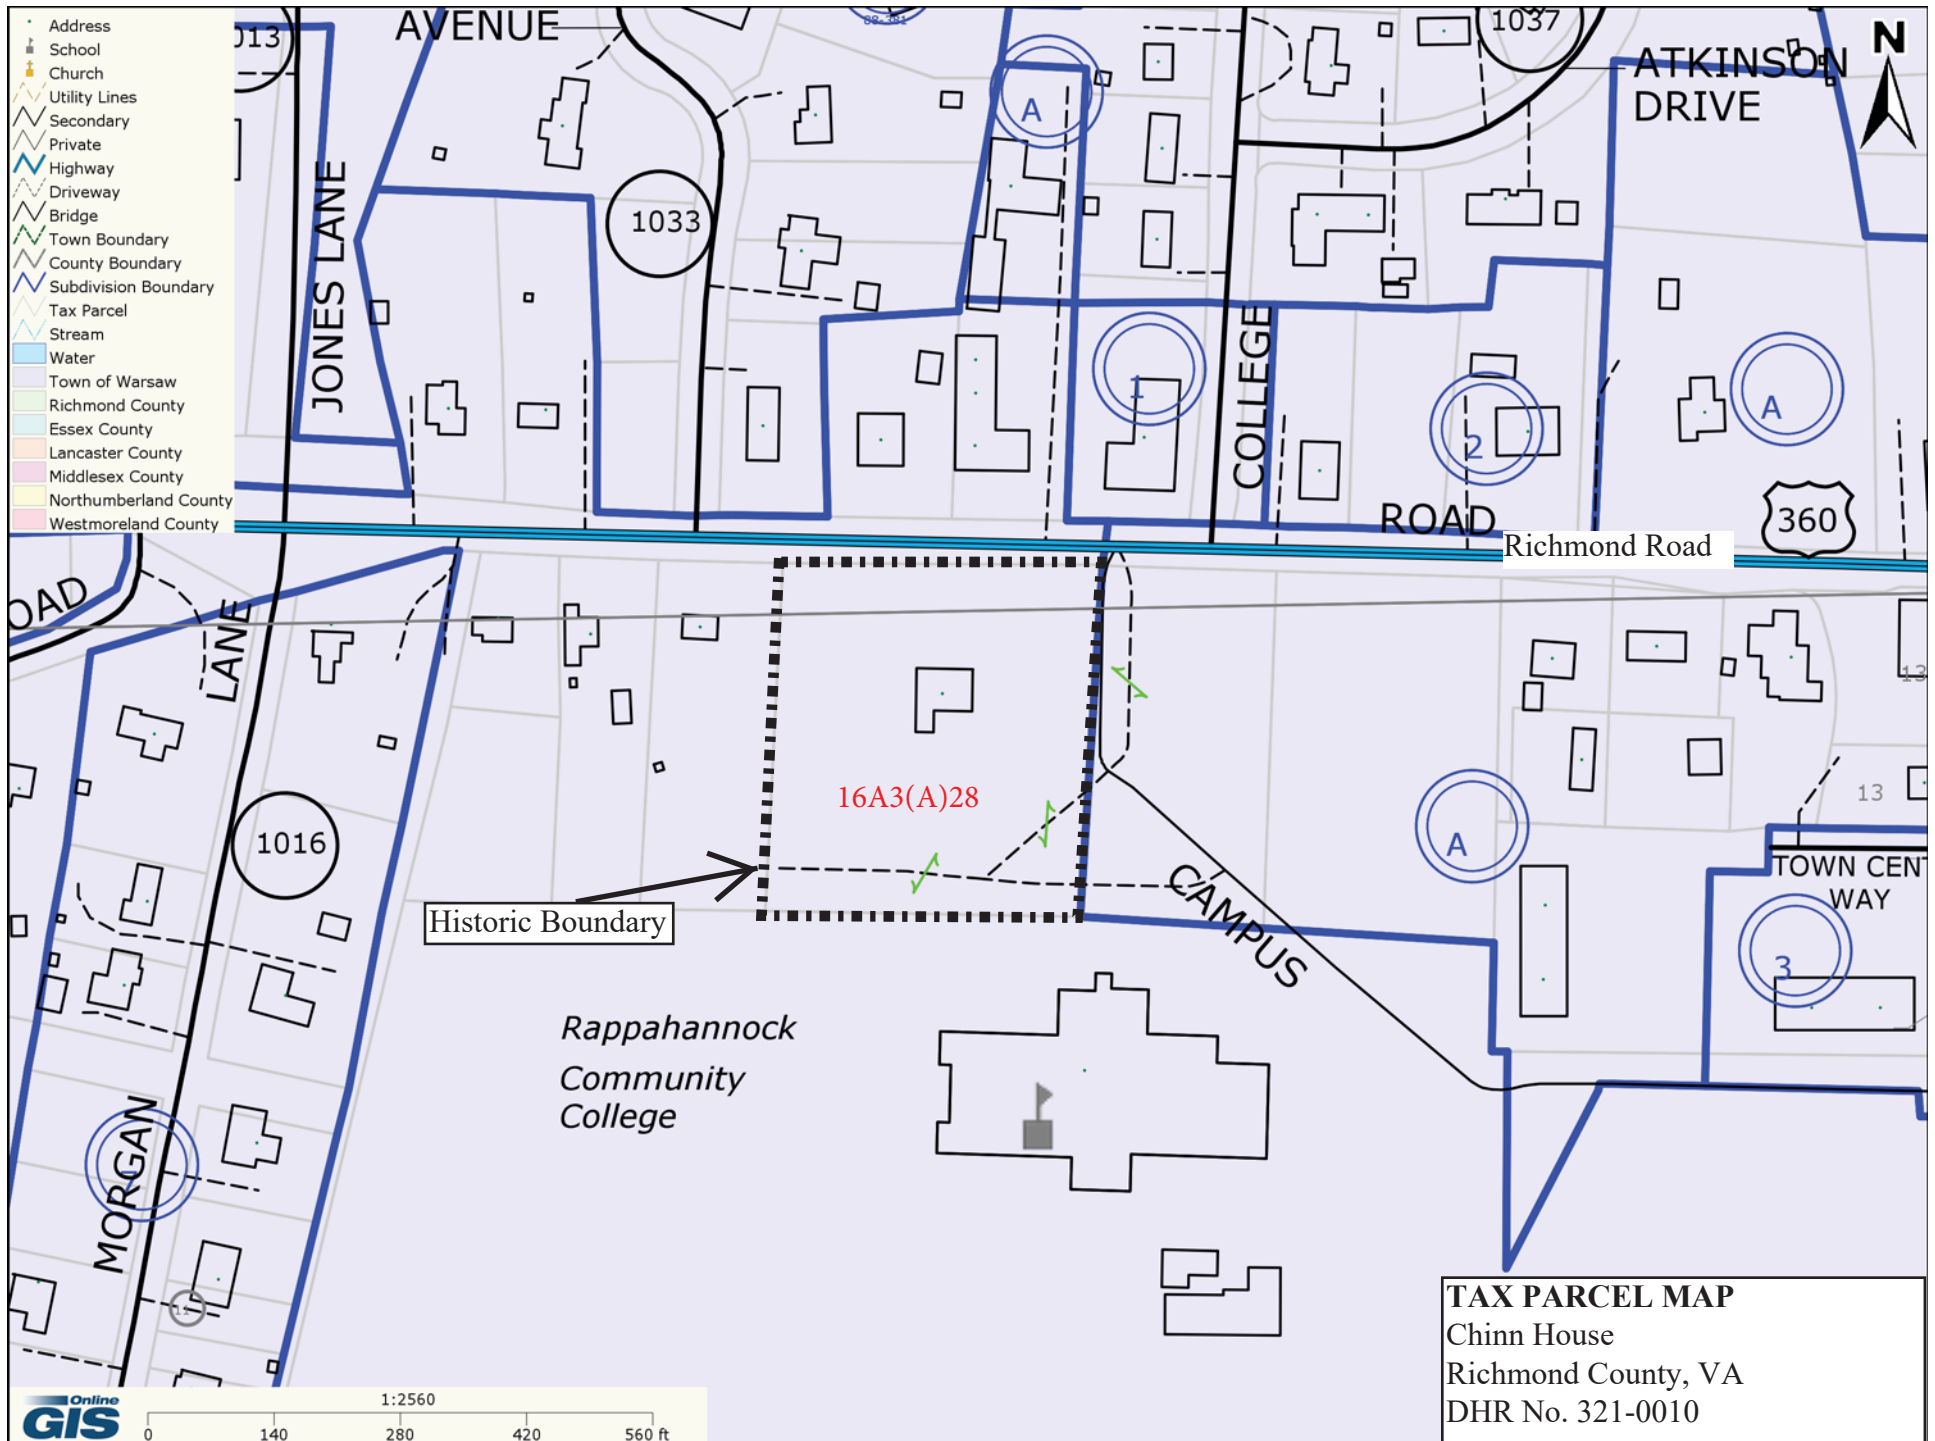 Address
School
Church
Utility Lines
Secondary
Private
Highway
Driveway
Bridge
Town Boundary
County Boundary
Subdivision Boundary
Tax Parcel
Stream
Water
Town of Warsaw
Richmond County
Essex County
Lancaster County
Middlesex County
Northumberland County
Westmoreland County
013
AVENUE
1037
ATKINSON
DRIVE
N
A
JONES LANE
1033
1
COLLEGE
2
A
ROAD
360
Richmond Road
OAD
LANE
13
16A3(A)28
1016
A
13
TOWN CEN
WAY
CAMPUS
Historic Boundary
3
Rappahannock
Community
College
MORGAN
11
TAX PARCEL MAP
Chinn House
Richmond County, VA
DHR No. 321-0010
Online
GIS
1:2560
0 140 280 420 560 ft